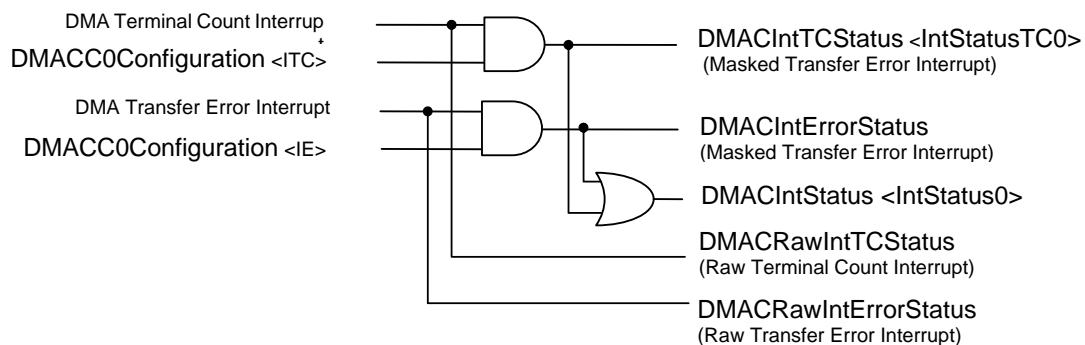 DMA Terminal Count Interrup
DMACC0Configuration <ITC>
DMA Transfer Error Interrupt
DMACC0Configuration <IE>
DMACIntTCStatus <IntStatusTC0>
(Masked Transfer Error Interrupt)
DMACIntErrorStatus
(Masked Transfer Error Interrupt)
DMACIntStatus <IntStatus0>
DMACRawIntTCStatus
(Raw Terminal Count Interrupt)
DMACRawIntErrorStatus
(Raw Transfer Error Interrupt)